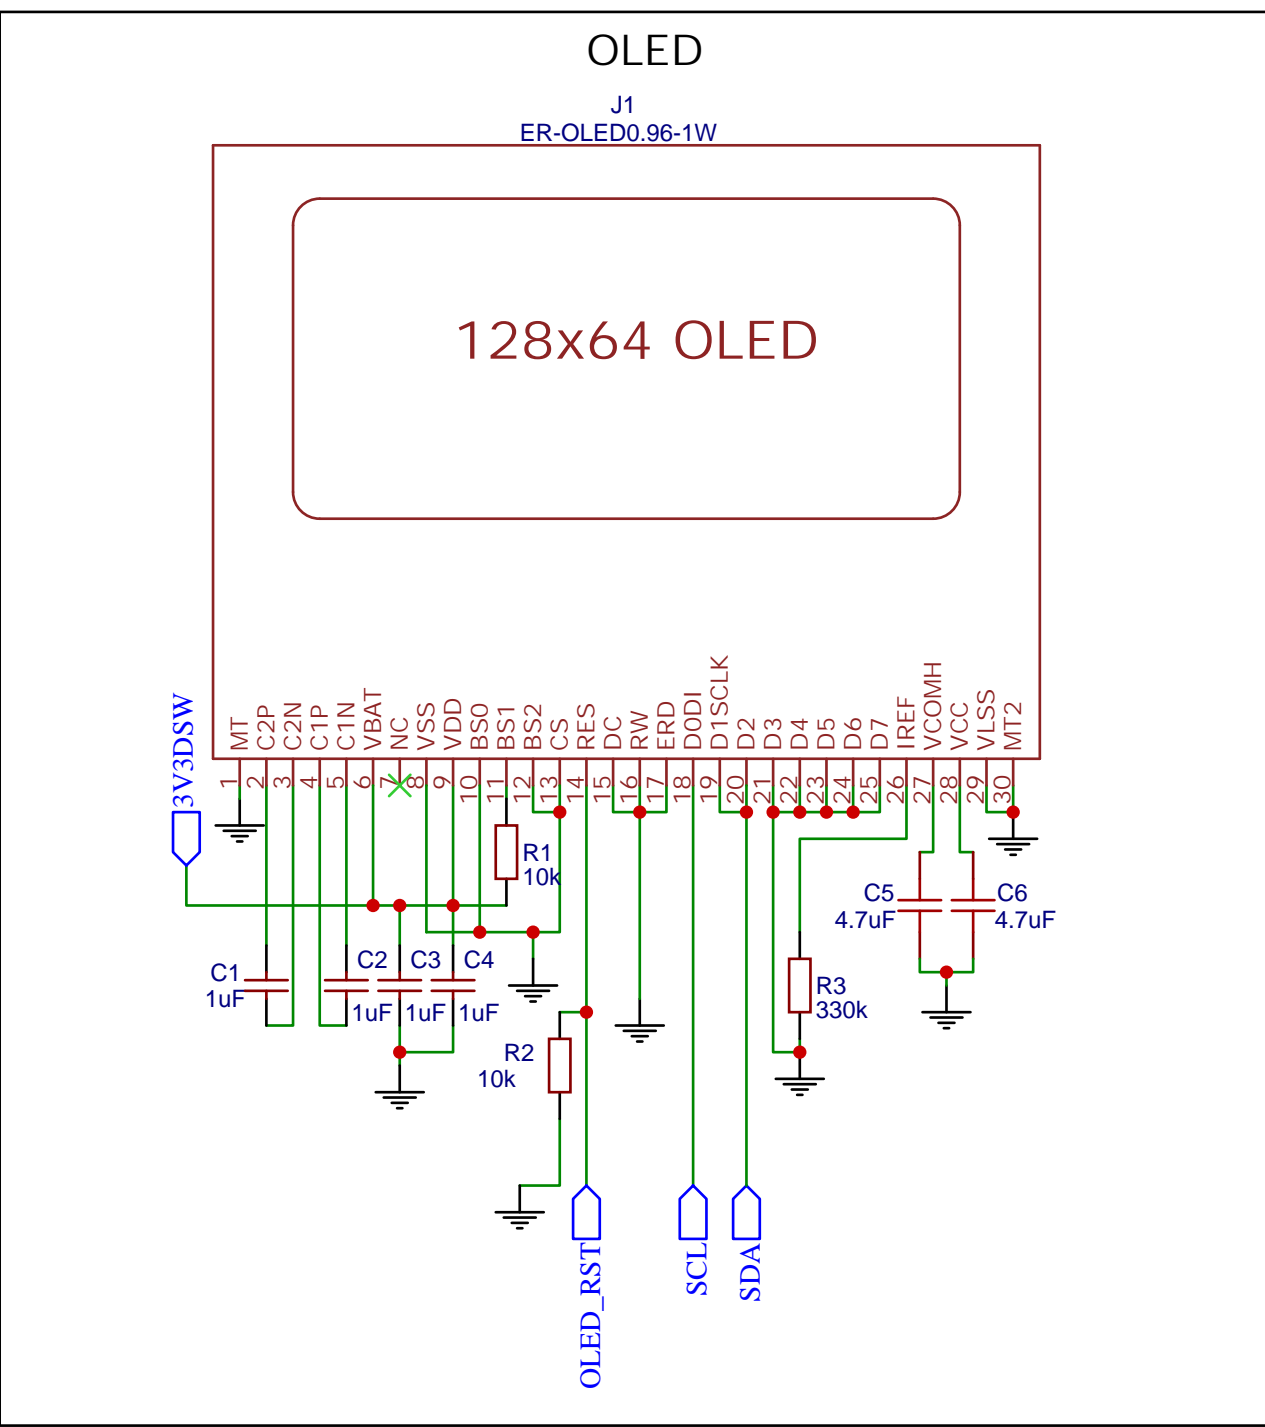 OLED
J1
ER-OLED0.96-1W
128x64 OLED
3V3DSW
MT
C2P
C2N
C1P
C1N
VBAT
NC
VSS
VDD
BS0
BS1
BS2
CS
RES
DC
RW
ERD
D0DI
D1SCLK
D2
D3
D4
D5
D6
D7
IREF
VCOMH
VCC
VLSS
MT2
1
2
3
4
5
6
7
8
9
10
11
12
13
14
15
16
17
18
19
20
21
22
23
24
25
26
27
28
29
30
R1
10k
C5
4.7uF
C6
4.7uF
C1
1uF
C2
1uF
C3
1uF
C4
1uF
R3
330k
R2
10k
OLED_RST
SCL
SDA